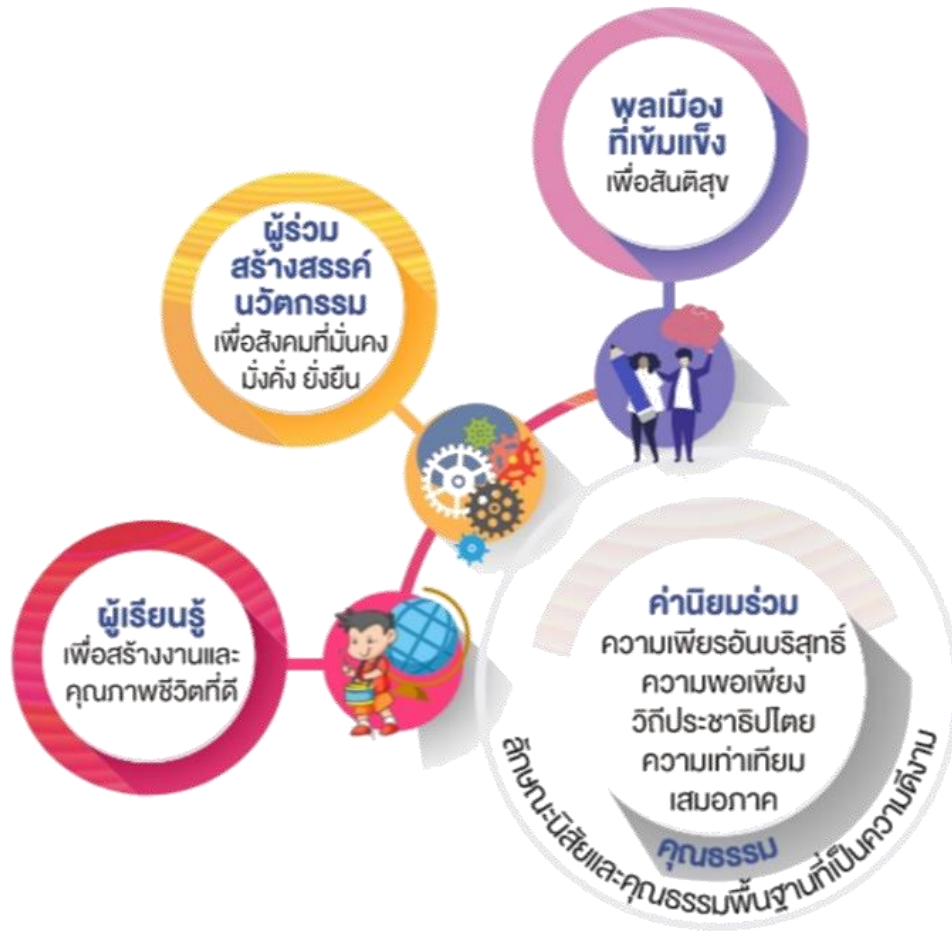 พลเมือง
ที่เข้มแข็ง
เพื่อสันติสุข
ผู้ร่วม
สร้างสรรค์
นวัตกรรม
เพื่อสังคมที่มั่นคง
มั่งคั่ง ยั่งยืน
ผู้เรียนรู้
เพื่อสร้างงานและ
คุณภาพชีวิตที่ดี
ค่านิยมร่วม
ความเพียรอันบริสุทธิ์
ความพอเพียง
วิถีประชาธิปไตย
ความเท่าเทียม
เสมอภาค
คุณธรรม
ลักษณะนิสัยและคุณธรรมพื้นฐานที่เป็นความดีงาม